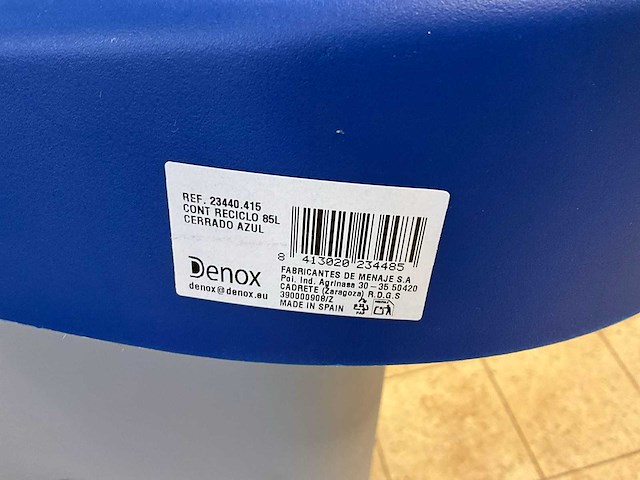 REF. 23440.415
CONT RECICLO 85L
CERRADO AZUL
8 413020 234485
Denox
denox@denox.eu
FABRICANTES DE MENAJE S.A
Pol. Ind. Agrinasa 30-35 50420
CADRETE (Zaragoza) R.D.G.S
390000909/Z
MADE IN SPAIN